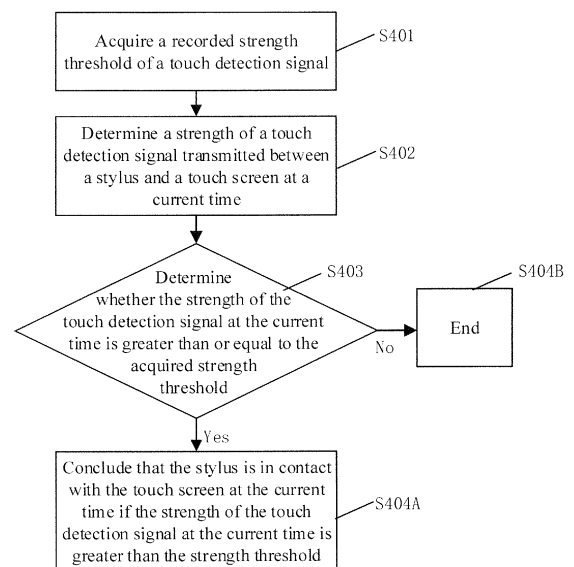 Acquire a recorded strength
threshold of a touch detection signal
S401
Determine a strength of a touch
detection signal transmitted between
a stylus and a touch screen at a
current time
S402
Determine
whether the strength of the
touch detection signal at the current
time is greater than or equal to the
acquired strength
threshold
S403
No
End
S404B
Yes
Conclude that the stylus is in contact
with the touch screen at the current
time if the strength of the touch
detection signal at the current time is
greater than the strength threshold
S404A